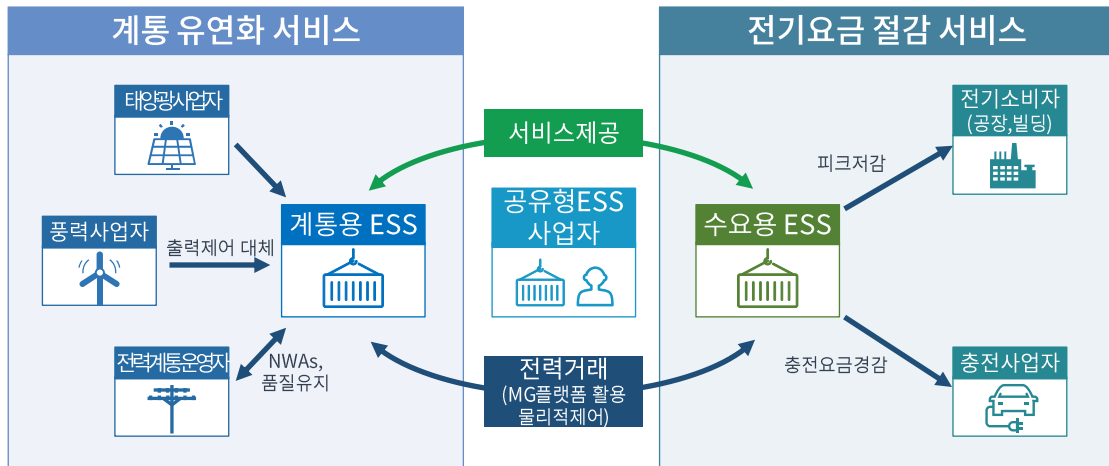 계통 유연화 서비스
태양광사업자
풍력사업자
출력제어 대체
계통용 ESS
전력계통운영자
NWAs,
품질유지
서비스제공
공유형ESS
사업자
전력거래
(MG플랫폼 활용
물리적제어)
전기요금 절감 서비스
수요용 ESS
피크저감
전기소비자
(공장,빌딩)
충전요금경감
충전사업자